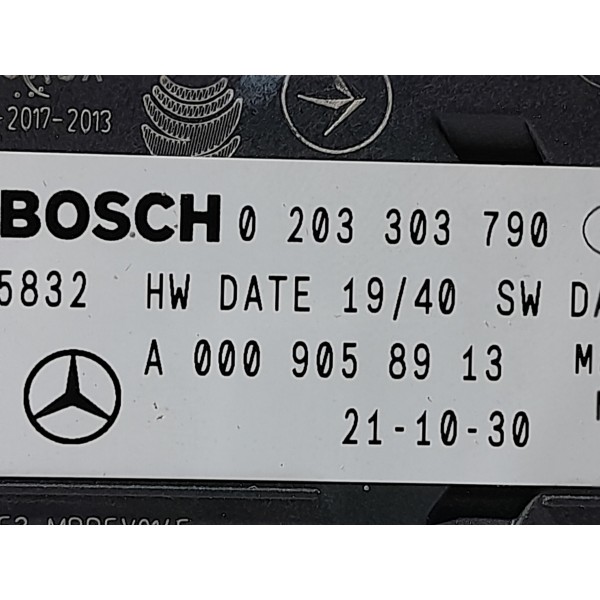 -2017-2013
BOSCH 0 203 303 790
5832 HW DATE 19/40 SW DA
A 000 905 89 13 M
21-10-30